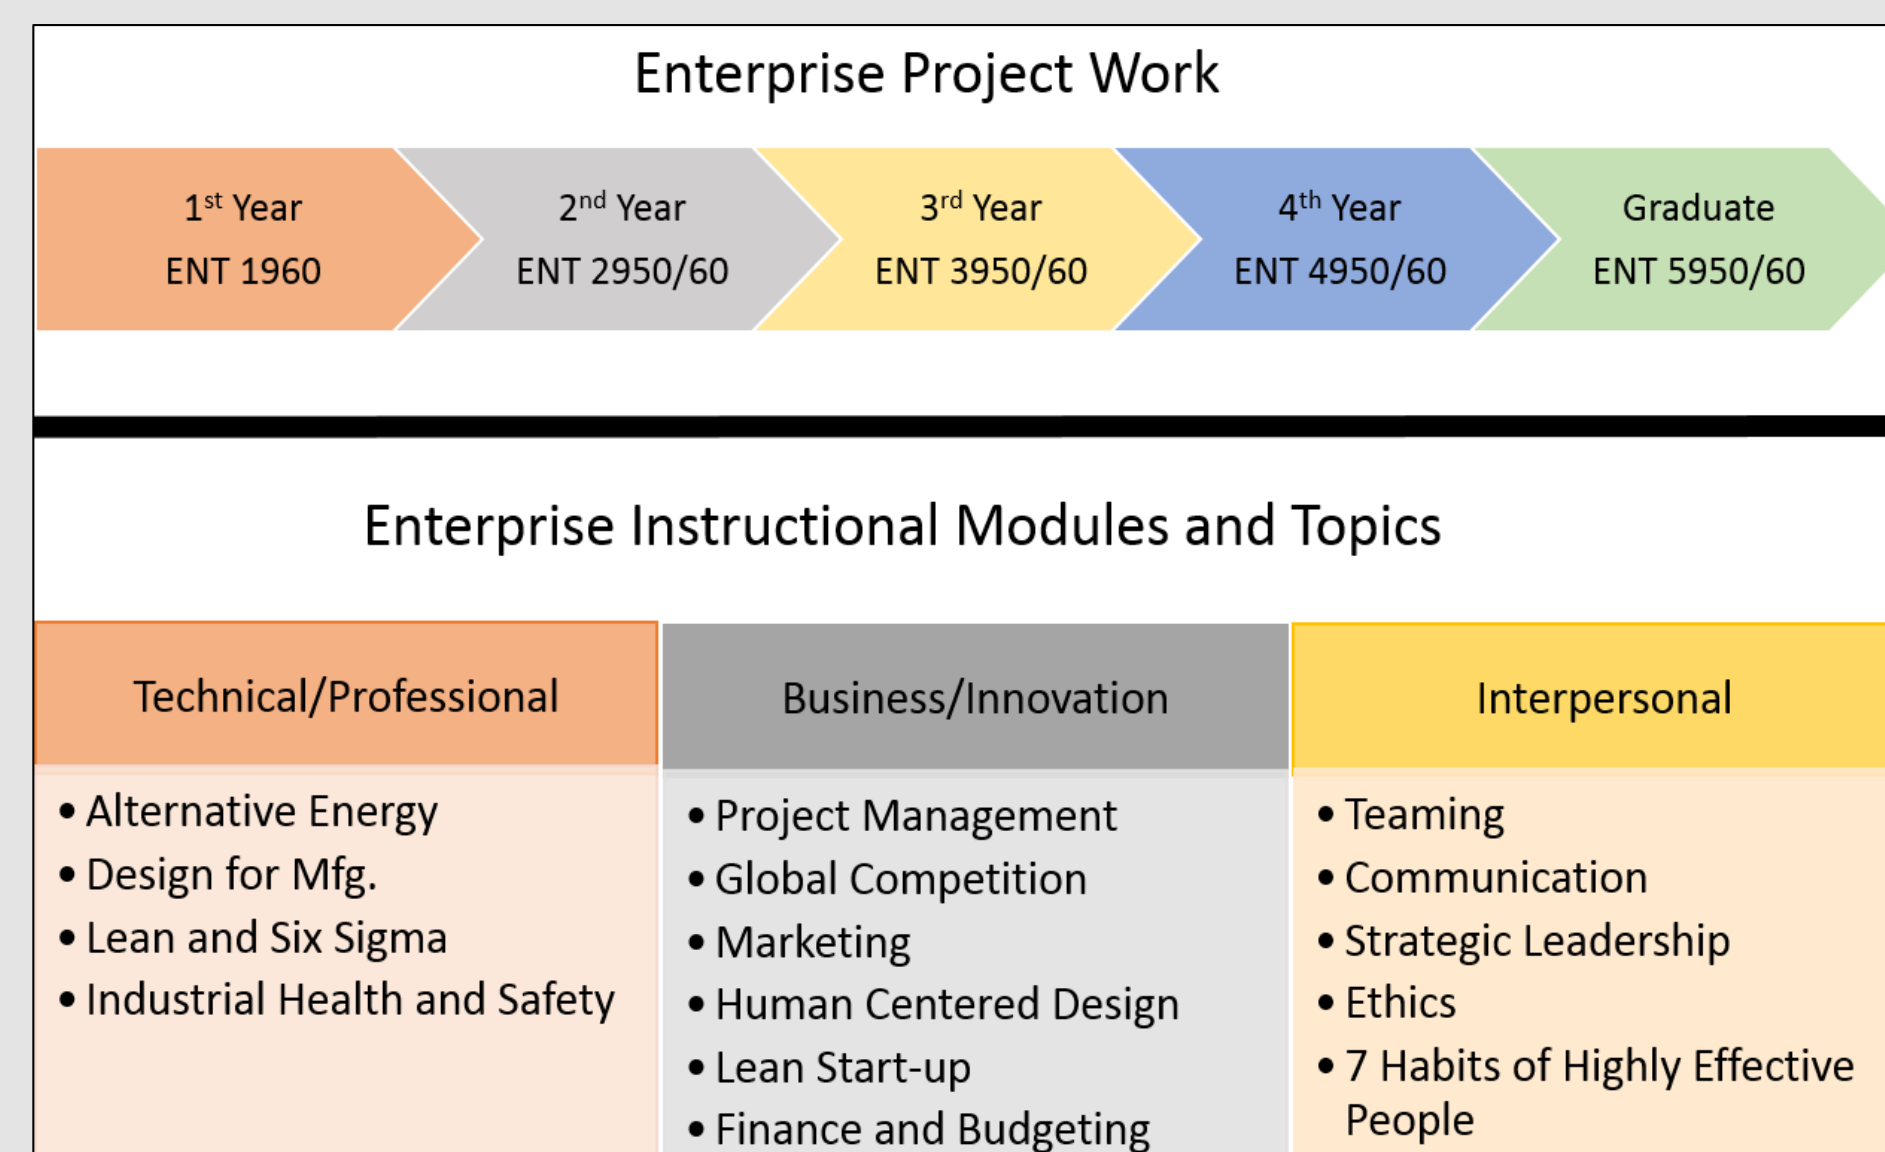 Enterprise Project Work
1st Year
ENT 1960
2nd Year
ENT 2950/60
3rd Year
ENT 3950/60
4th Year
ENT 4950/60
Graduate
ENT 5950/60
Enterprise Instructional Modules and Topics
Technical/Professional
• Alternative Energy
• Design for Mfg.
• Lean and Six Sigma
• Industrial Health and Safety
Business/Innovation
• Project Management
• Global Competition
• Marketing
• Human Centered Design
• Lean Start-up
• Finance and Budgeting
Interpersonal
• Teaming
• Communication
• Strategic Leadership
• Ethics
• 7 Habits of Highly Effective
People